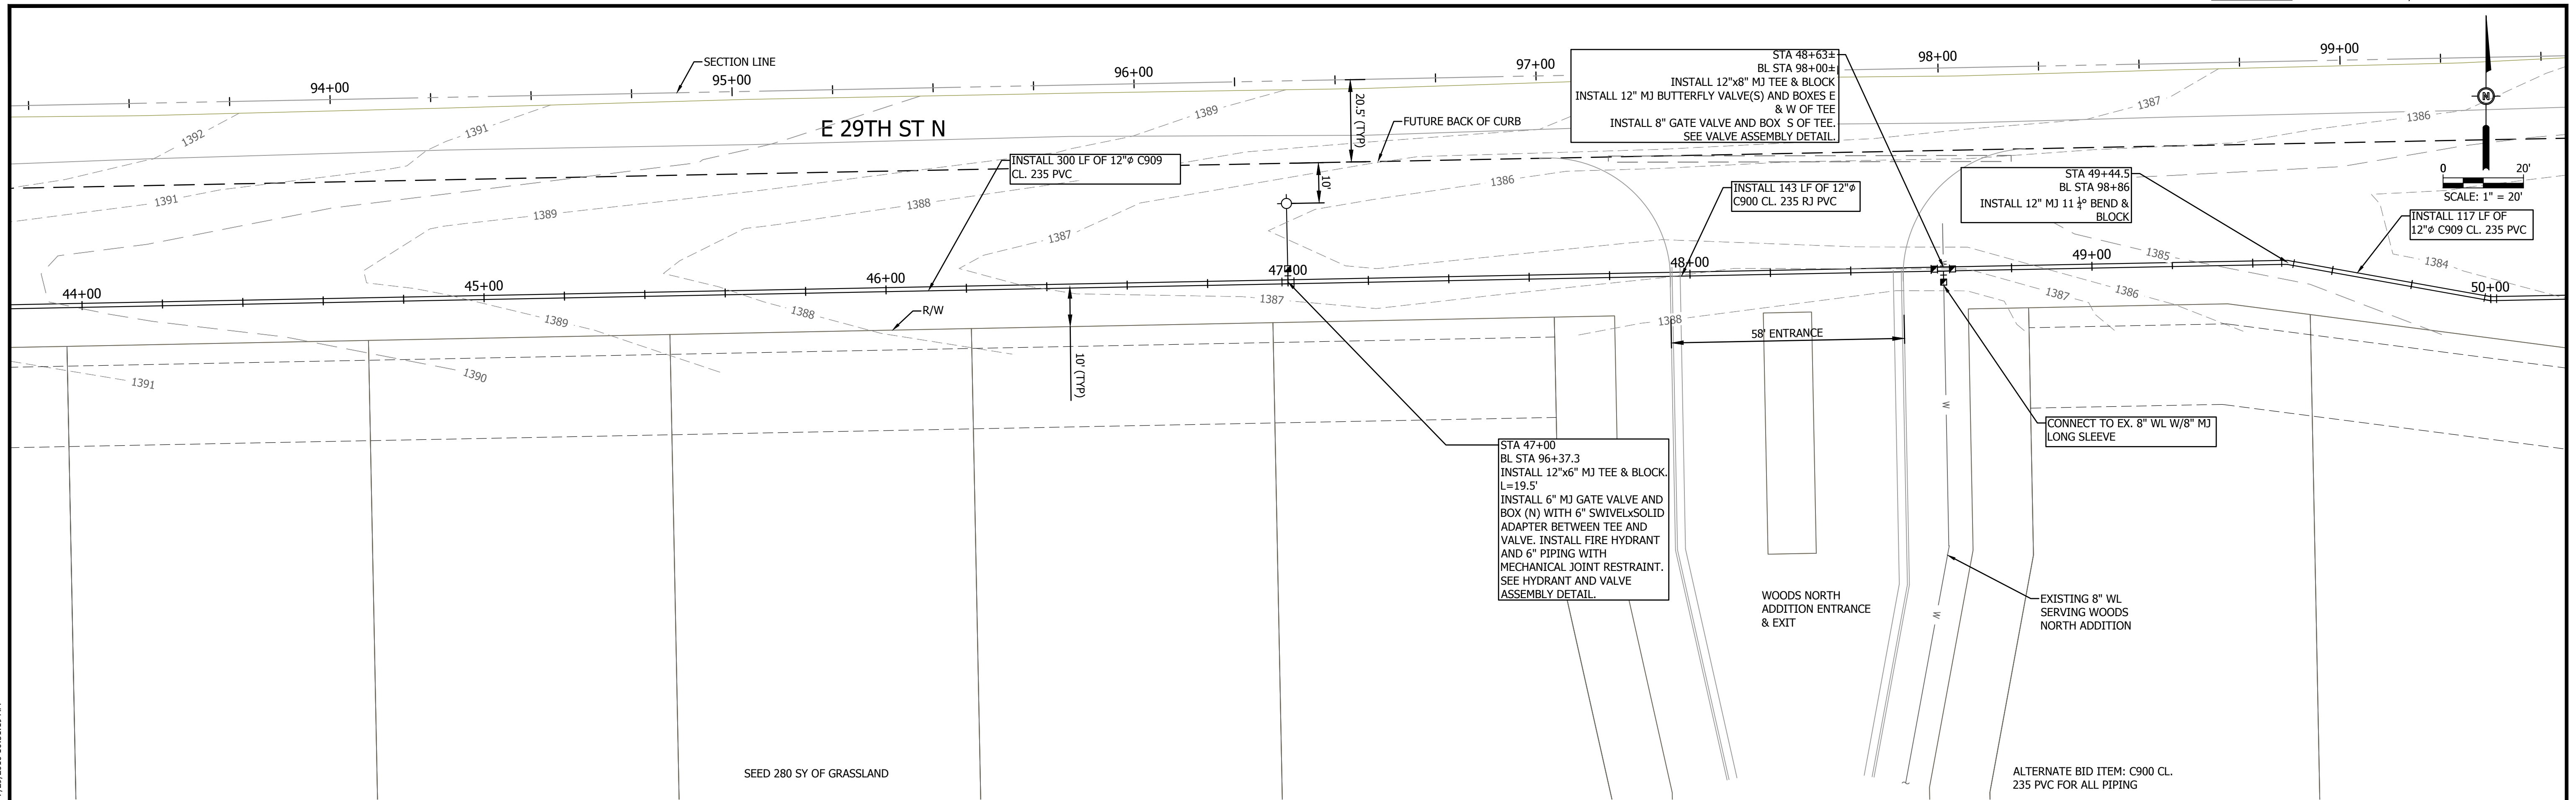 SECTION LINE
94+00
95+00
96+00
97+00
98+00
99+00
E 29TH ST N
1392
1391
1389
1387
1386
20.5' (TYP)
FUTURE BACK OF CURB
STA 48+63±
BL STA 98+00±
INSTALL 12"x8" MJ TEE & BLOCK
INSTALL 12" MJ BUTTERFLY VALVE(S) AND BOXES E
& W OF TEE
INSTALL 8" GATE VALVE AND BOX S OF TEE.
SEE VALVE ASSEMBLY DETAIL.
N
0 20'
SCALE: 1" = 20'
INSTALL 300 LF OF 12"ø C909
CL. 235 PVC
10'
1386
INSTALL 143 LF OF 12"ø
C900 CL. 235 RJ PVC
STA 49+44.5
BL STA 98+86
INSTALL 12" MJ 11 ¼° BEND &
BLOCK
INSTALL 117 LF OF
12"ø C909 CL. 235 PVC
1391
1389
1388
1387
1385
1384
44+00
45+00
46+00
47+00
48+00
49+00
50+00
1389
1388
1387
1388
1387
1386
R/W
10' (TYP)
58' ENTRANCE
1391
1390
W
W
STA 47+00
BL STA 96+37.3
INSTALL 12"x6" MJ TEE & BLOCK.
L=19.5'
INSTALL 6" MJ GATE VALVE AND
BOX (N) WITH 6" SWIVELxSOLID
ADAPTER BETWEEN TEE AND
VALVE. INSTALL FIRE HYDRANT
AND 6" PIPING WITH
MECHANICAL JOINT RESTRAINT.
SEE HYDRANT AND VALVE
ASSEMBLY DETAIL.
CONNECT TO EX. 8" WL W/8" MJ
LONG SLEEVE
WOODS NORTH
ADDITION ENTRANCE
& EXIT
EXISTING 8" WL
SERVING WOODS
NORTH ADDITION
SEED 280 SY OF GRASSLAND
ALTERNATE BID ITEM: C900 CL.
235 PVC FOR ALL PIPING